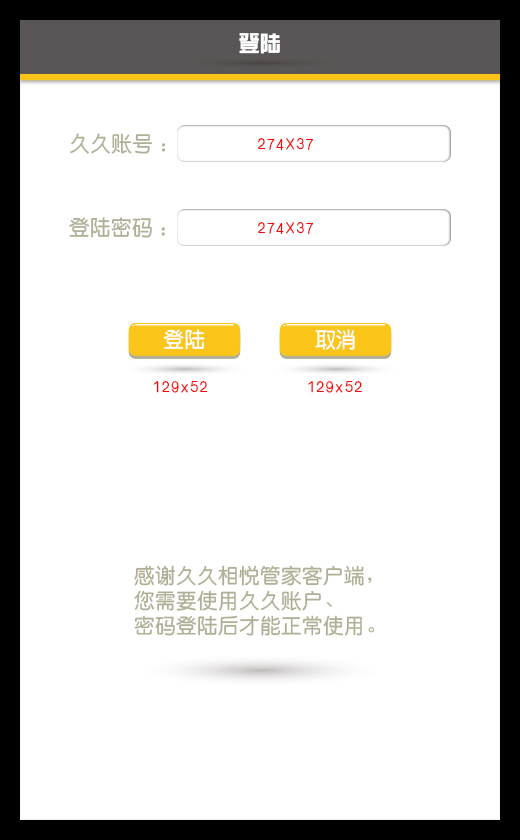 登陆
久久账号：
274X37
登陆密码：
274X37
登陆
取消
129x52
129x52
感谢久久相悦管家客户端，
您需要使用久久账户、
密码登陆后才能正常使用。